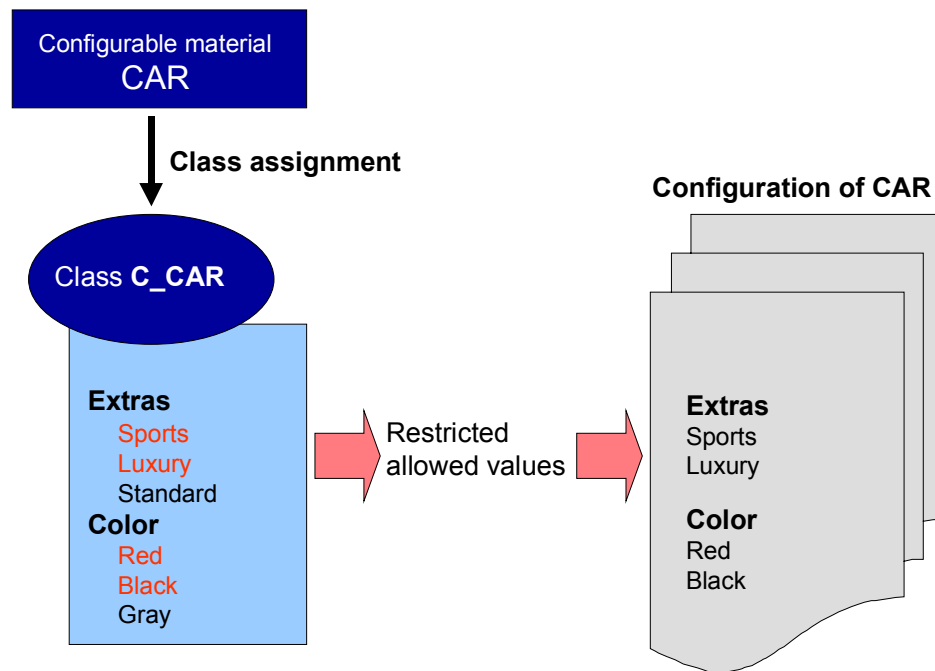 Configurable material
CAR
Class assignment
Class C_CAR
Extras
Sports
Luxury
Standard
Color
Red
Black
Gray
Restricted
allowed values
Configuration of CAR
Extras
Sports
Luxury
Color
Red
Black